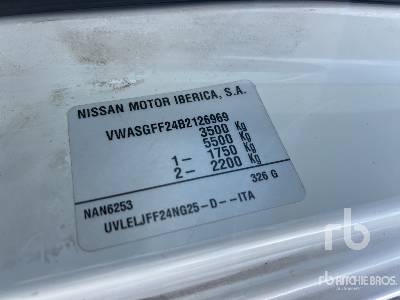 NISSAN MOTOR IBERICA, S.A.
VWASGFF24B2126969
3500 Kg
5500 Kg
1- 1750 Kg
2- 2200 Kg
NAN6253 326 G
UVLELJFF24NG25-D--ITA
rb
rb RITCHIE BROS.